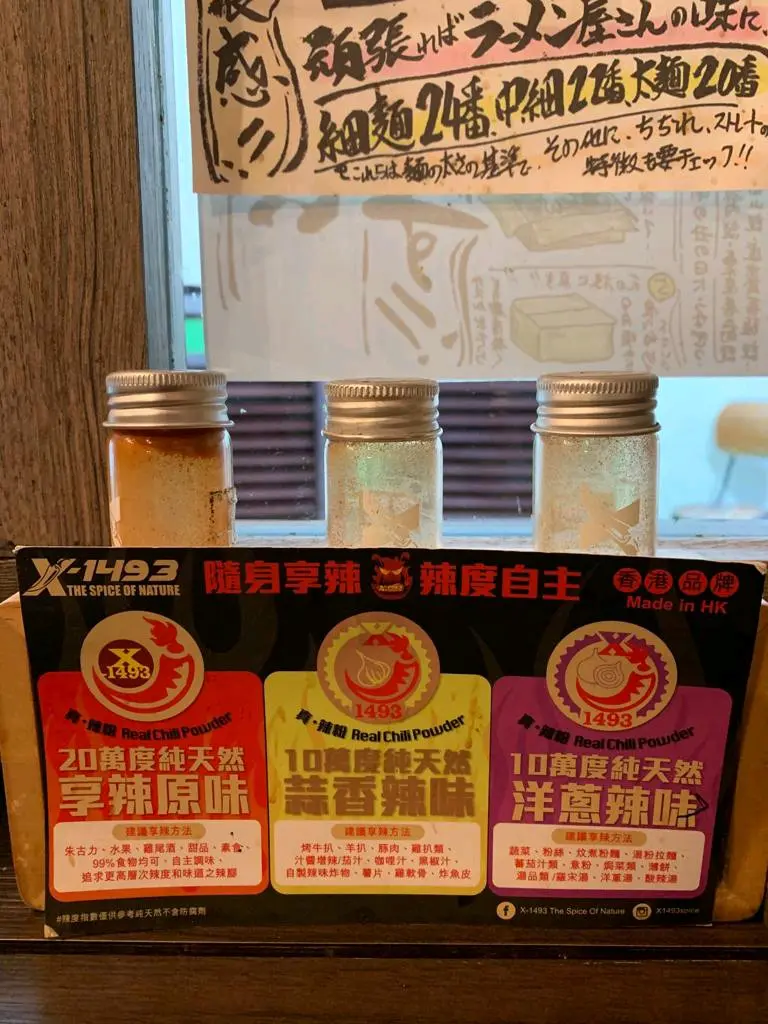 感
頑張ればラーメン屋さんの味に
細麺24番、中細22番、太麺20番
これらは麺の太さの基準で、その他に、ちぢれ、ストレートの
特徴も要チェック!!
X-1493
THE SPICE OF NATURE
隨身享辣
辣度自主
香港品牌
Made in HK
X
1493
真・辣粉 Real Chili Powder
20萬度純天然
享辣原味
建議享辣方法
朱古力、水果、雞尾酒、甜品、素食、
99%食物均可,自主調味,
追求更高層次辣度和味道之辣腳
X
1493
真・辣粉 Real Chili Powder
10萬度純天然
蒜香辣味
建議享辣方法
烤牛扒、羊扒、豚肉、雞扒類、
汁醬增辣/茄汁、咖喱汁、黑椒汁、
自製辣味炸物、薯片、雞軟骨、炸魚皮
X
1493
真・辣粉 Real Chili Powder
10萬度純天然
洋蔥辣味
建議享辣方法
蔬菜、粉絲、炆煮粉麵、湯粉拉麵、
蕃茄汁類、意粉、焗菜類、薄餅、
湯品類/羅宋湯、洋蔥湯、酸辣湯
#辣度指數僅供參考純天然不含防腐劑
X-1493 The Spice Of Nature
X1493spice